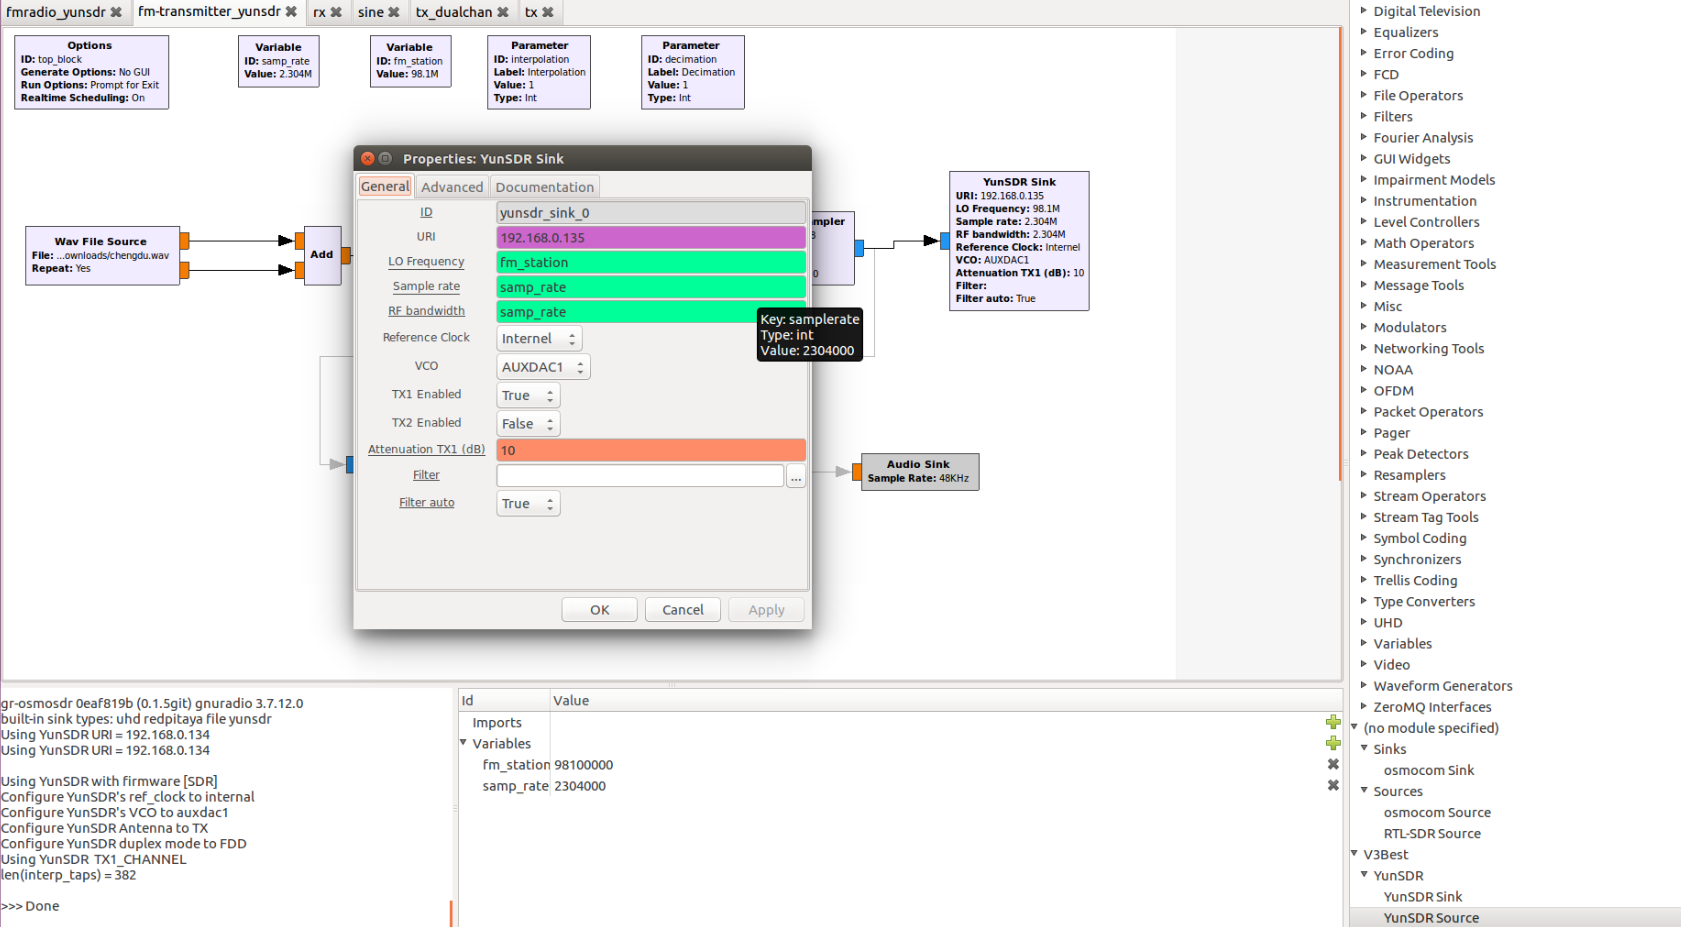 fmradio_yunsdr
fm-transmitter_yunsdr
rx
sine
tx_dualchan
tx
Options
ID: top_block
Generate Options: No GUI
Run Options: Prompt for Exit
Realtime Scheduling: On
Variable
ID: samp_rate
Value: 2.304M
Variable
ID: fm_station
Value: 98.1M
Parameter
ID: interpolation
Label: Interpolation
Value: 1
Type: Int
Parameter
ID: decimation
Label: Decimation
Value: 1
Type: Int
Wav File Source
File: ...ownloads/chengdu.wav
Repeat: Yes
Add
mpler
0
YunSDR Sink
URI: 192.168.0.135
LO Frequency: 98.1M
Sample rate: 2.304M
RF bandwidth: 2.304M
Reference Clock: Internel
VCO: AUXDAC1
Attenuation TX1 (dB): 10
Filter:
Filter auto: True
Audio Sink
Sample Rate: 48KHz
Properties: YunSDR Sink
General
Advanced
Documentation
ID
yunsdr_sink_0
URI
192.168.0.135
LO Frequency
fm_station
Sample rate
samp_rate
RF bandwidth
samp_rate
Reference Clock
Internel
VCO
AUXDAC1
TX1 Enabled
True
TX2 Enabled
False
Attenuation TX1 (dB)
10
Filter
...
Filter auto
True
OK
Cancel
Apply
Key: samplerate
Type: int
Value: 2304000
gr-osmosdr 0eaf819b (0.1.5git) gnuradio 3.7.12.0
built-in sink types: uhd redpitaya file yunsdr
Using YunSDR URI = 192.168.0.134
Using YunSDR URI = 192.168.0.134
Using YunSDR with firmware [SDR]
Configure YunSDR's ref_clock to internal
Configure YunSDR's VCO to auxdac1
Configure YunSDR Antenna to TX
Configure YunSDR duplex mode to FDD
Using YunSDR  TX1_CHANNEL
len(interp_taps) = 382
>>> Done
Id
Value
Imports
Variables
fm_station 98100000
samp_rate 2304000
Digital Television
Equalizers
Error Coding
FCD
File Operators
Filters
Fourier Analysis
GUI Widgets
Impairment Models
Instrumentation
Level Controllers
Math Operators
Measurement Tools
Message Tools
Misc
Modulators
Networking Tools
NOAA
OFDM
Packet Operators
Pager
Peak Detectors
Resamplers
Stream Operators
Stream Tag Tools
Symbol Coding
Synchronizers
Trellis Coding
Type Converters
UHD
Variables
Video
Waveform Generators
ZeroMQ Interfaces
(no module specified)
Sinks
osmocom Sink
Sources
osmocom Source
RTL-SDR Source
V3Best
YunSDR
YunSDR Sink
YunSDR Source